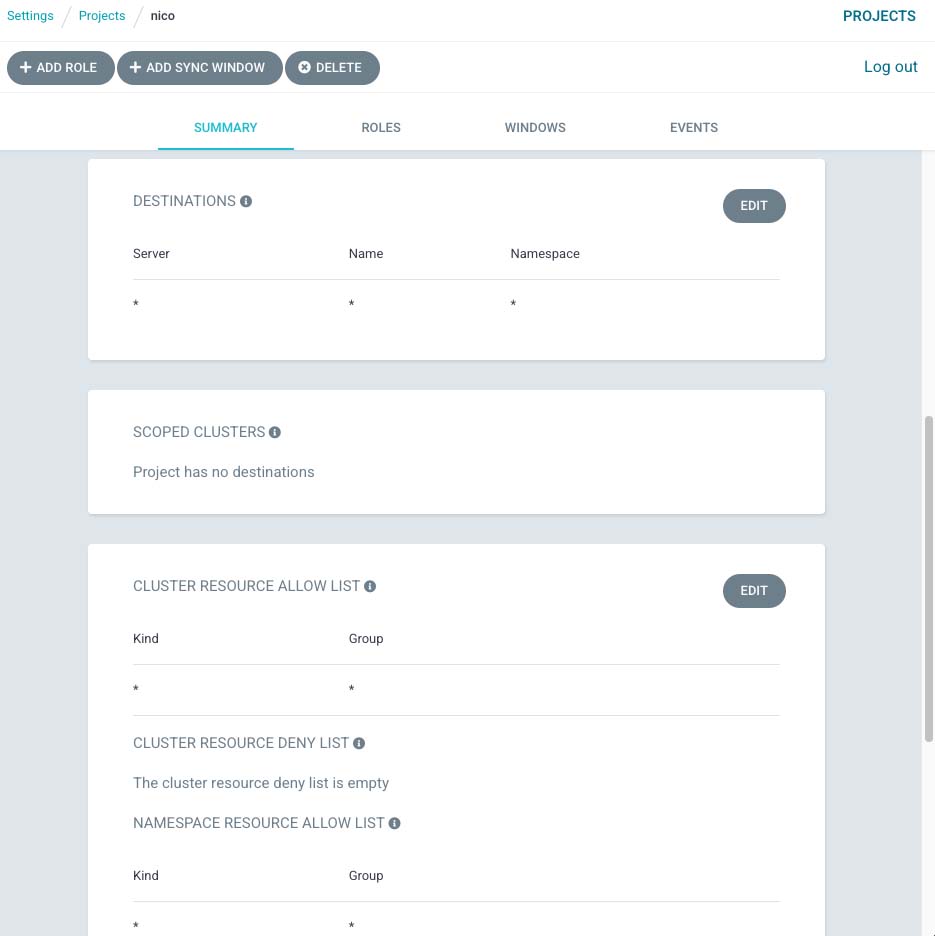 Settings / Projects / nico PROJECTS
+ ADD ROLE + ADD SYNC WINDOW DELETE Log out
SUMMARY ROLES WINDOWS EVENTS
DESTINATIONS EDIT
Server Name Namespace
* * *
SCOPED CLUSTERS
Project has no destinations
CLUSTER RESOURCE ALLOW LIST EDIT
Kind Group
* *
CLUSTER RESOURCE DENY LIST
The cluster resource deny list is empty
NAMESPACE RESOURCE ALLOW LIST
Kind Group
* *